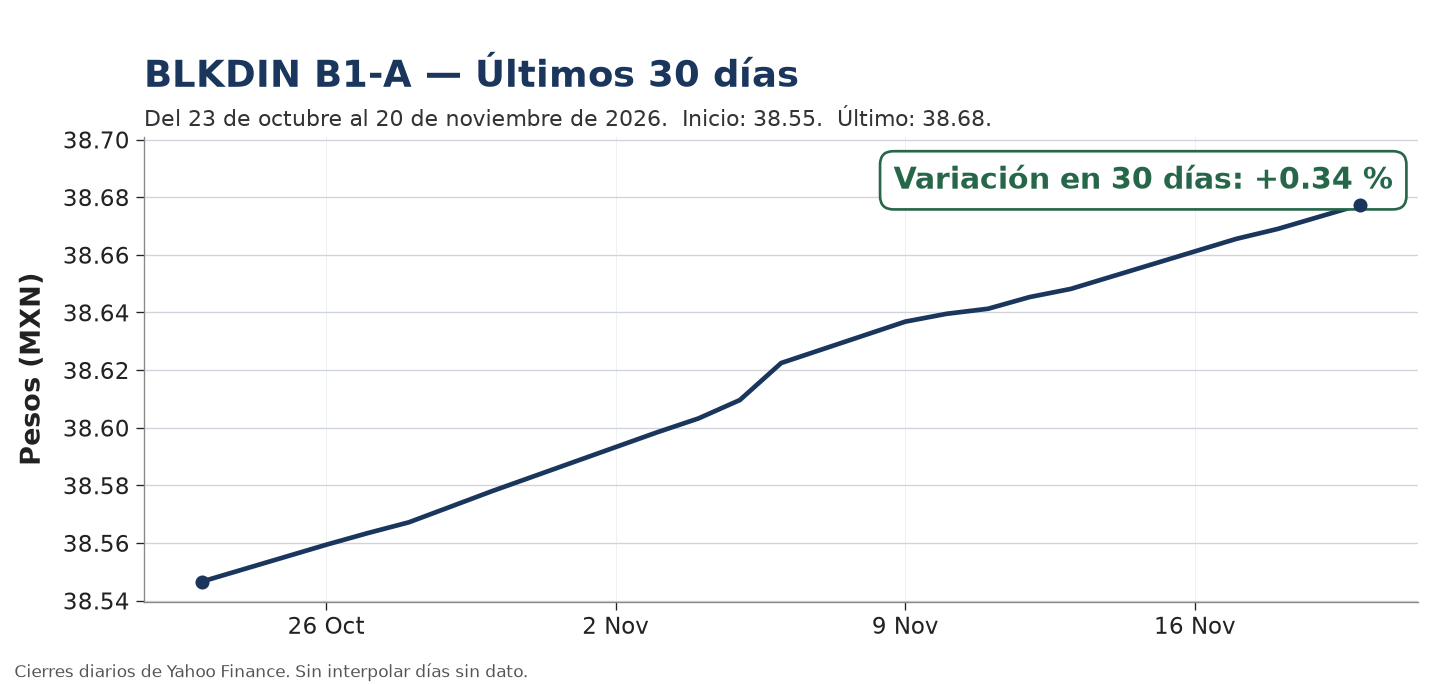 BLKDIN B1-A — Últimos 30 días
Del 23 de octubre al 20 de noviembre de 2026.  Inicio: 38.55.  Último: 38.68.
Variación en 30 días: +0.34 %
Pesos (MXN)
38.70
38.68
38.66
38.64
38.62
38.60
38.58
38.56
38.54
26 Oct
2 Nov
9 Nov
16 Nov
Cierres diarios de Yahoo Finance. Sin interpolar días sin dato.